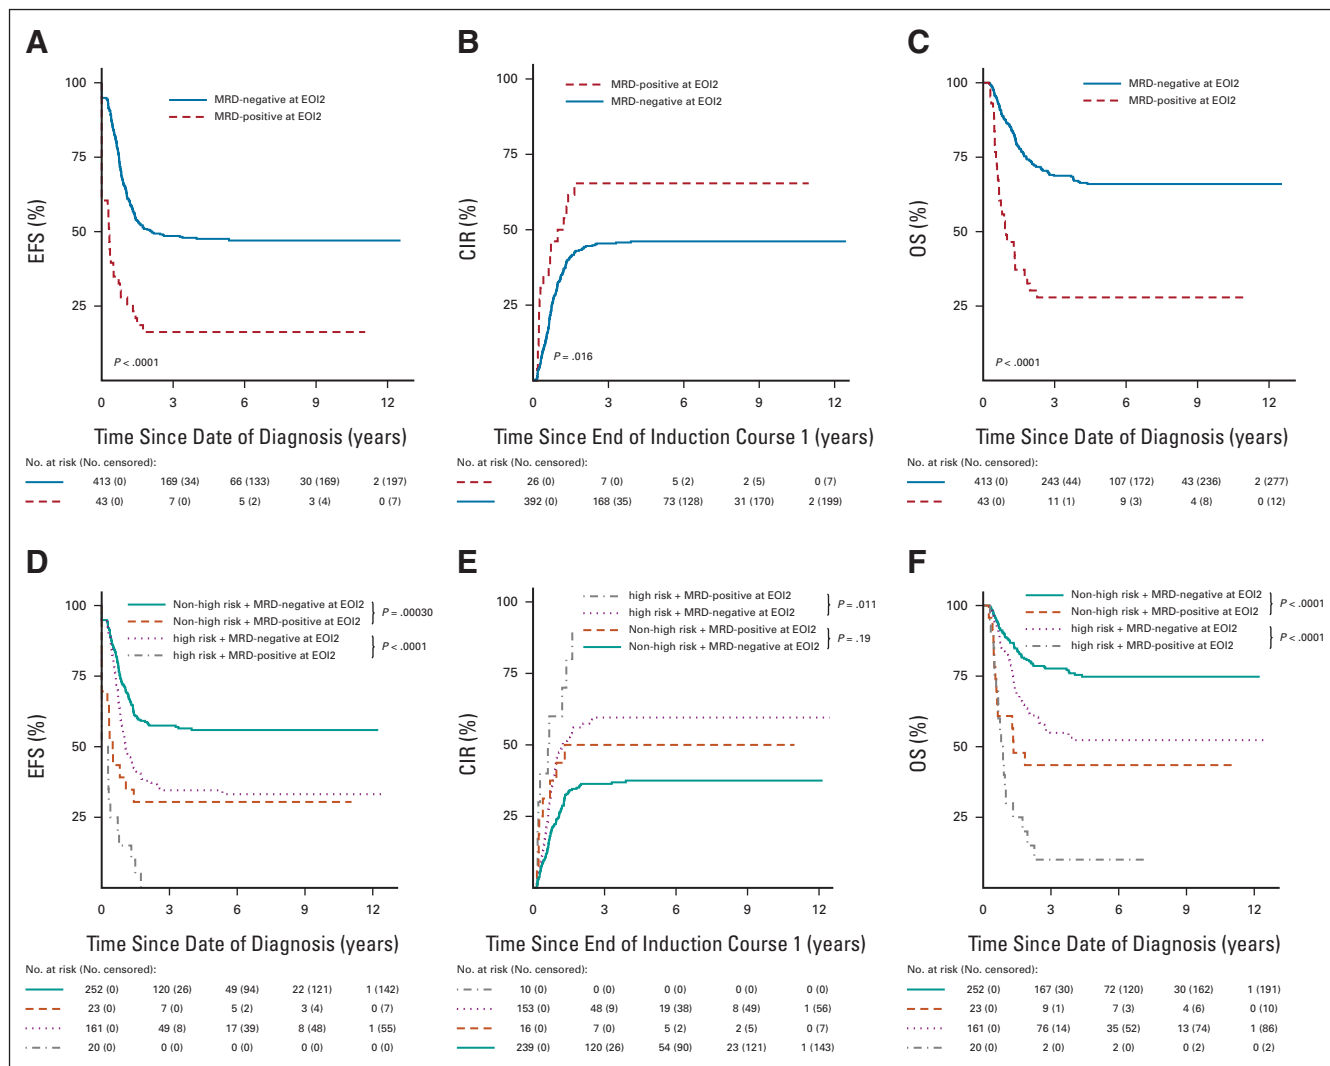 A
100
75
50
25
EFS (%)
MRD-negative at EOI2
MRD-positive at EOI2
P < .0001
0 3 6 9 12
Time Since Date of Diagnosis (years)
No. at risk (No. censored):
413 (0) 169 (34) 66 (133) 30 (169) 2 (197)
43 (0) 7 (0) 5 (2) 3 (4) 0 (7)
B
100
75
50
25
CIR (%)
MRD-positive at EOI2
MRD-negative at EOI2
P = .016
0 3 6 9 12
Time Since End of Induction Course 1 (years)
No. at risk (No. censored):
26 (0) 7 (0) 5 (2) 2 (5) 0 (7)
392 (0) 168 (35) 73 (128) 31 (170) 2 (199)
C
100
75
50
25
OS (%)
MRD-negative at EOI2
MRD-positive at EOI2
P < .0001
0 3 6 9 12
Time Since Date of Diagnosis (years)
No. at risk (No. censored):
413 (0) 243 (44) 107 (172) 43 (236) 2 (277)
43 (0) 11 (1) 9 (3) 4 (8) 0 (12)
D
100
75
50
25
EFS (%)
Non-high risk + MRD-negative at EOI2
Non-high risk + MRD-positive at EOI2
P = .00030
high risk + MRD-negative at EOI2
high risk + MRD-positive at EOI2
P < .0001
0 3 6 9 12
Time Since Date of Diagnosis (years)
No. at risk (No. censored):
252 (0) 120 (26) 49 (94) 22 (121) 1 (142)
23 (0) 7 (0) 5 (2) 3 (4) 0 (7)
161 (0) 49 (8) 17 (39) 8 (48) 1 (55)
20 (0) 0 (0) 0 (0) 0 (0) 0 (0)
E
100
75
50
25
CIR (%)
high risk + MRD-positive at EOI2
high risk + MRD-negative at EOI2
P = .011
Non-high risk + MRD-positive at EOI2
Non-high risk + MRD-negative at EOI2
P = .19
0 3 6 9 12
Time Since End of Induction Course 1 (years)
No. at risk (No. censored):
10 (0) 0 (0) 0 (0) 0 (0) 0 (0)
153 (0) 48 (9) 19 (38) 8 (49) 1 (56)
16 (0) 7 (0) 5 (2) 2 (5) 0 (7)
239 (0) 120 (26) 54 (90) 23 (121) 1 (143)
F
100
75
50
25
OS (%)
Non-high risk + MRD-negative at EOI2
Non-high risk + MRD-positive at EOI2
P < .0001
high risk + MRD-negative at EOI2
high risk + MRD-positive at EOI2
P < .0001
0 3 6 9 12
Time Since Date of Diagnosis (years)
No. at risk (No. censored):
252 (0) 167 (30) 72 (120) 30 (162) 1 (191)
23 (0) 9 (1) 7 (3) 4 (6) 0 (10)
161 (0) 76 (14) 35 (52) 13 (74) 1 (86)
20 (0) 2 (0) 2 (0) 0 (2) 0 (2)